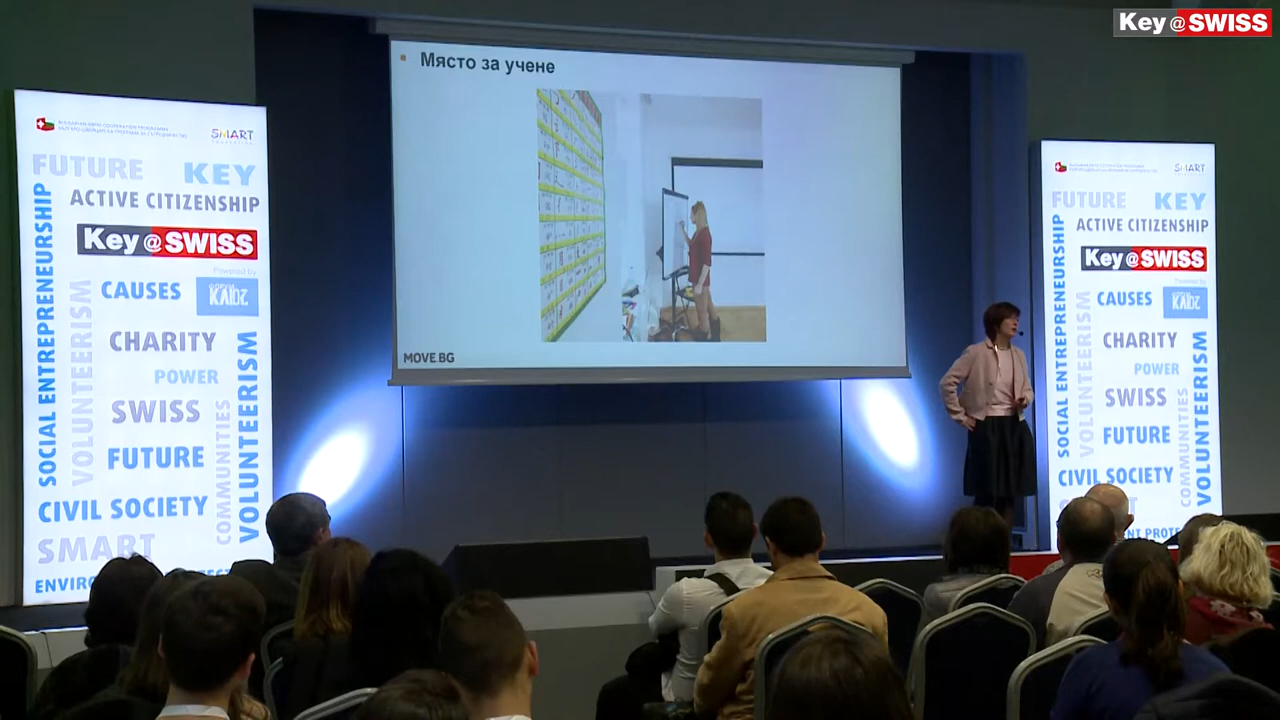 Key@SWISS
• Място за учене
MOVE.BG
SMART
FUTURE KEY
ACTIVE CITIZENSHIP
Key@SWISS
Powered by
CAUSES
CHARITY
POWER
SWISS
FUTURE
CIVIL SOCIETY
SMART
SOCIAL ENTREPRENEURSHIP
VOLUNTEERISM
COMMUNITIES
VOLUNTEERISM
SMART
FUTURE KEY
ACTIVE CITIZENSHIP
Key@SWISS
CAUSES
CHARITY
POWER
SWISS
FUTURE
CIVIL SOCIETY
SOCIAL ENTREPRENEURSHIP
VOLUNTEERISM
COMMUNITIES
VOLUNTEERISM